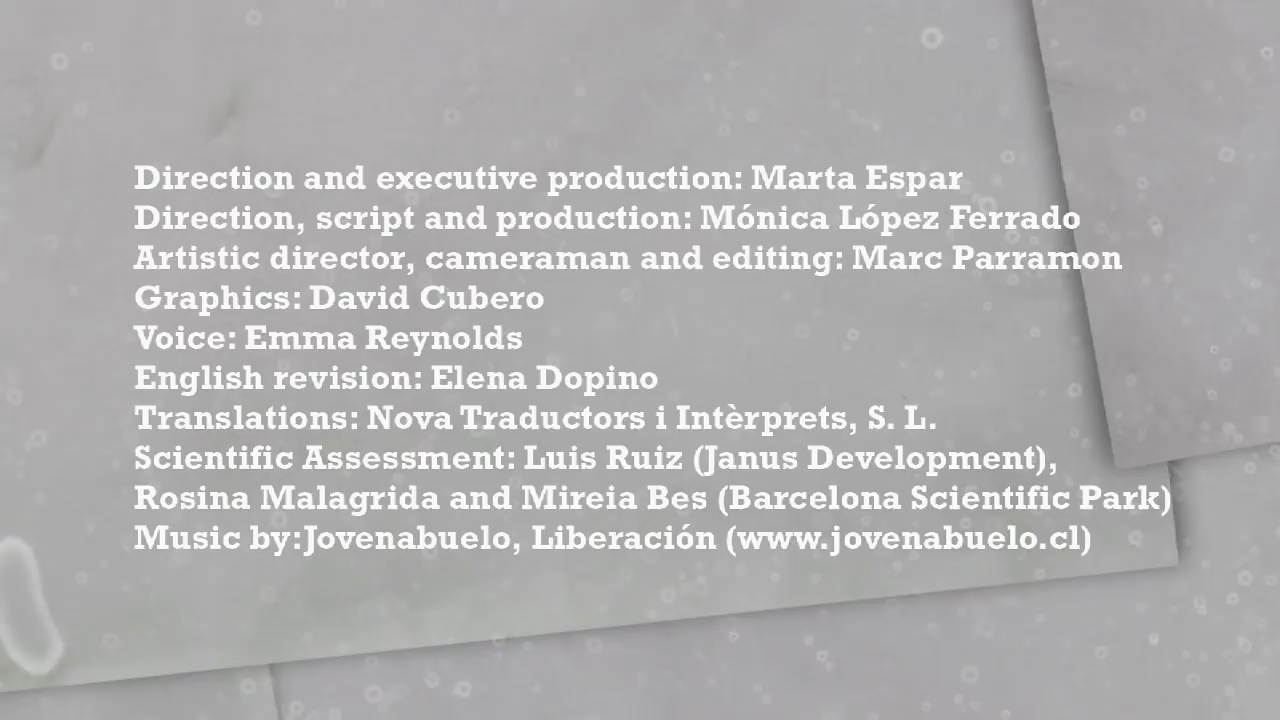 Direction and executive production: Marta Espar
Direction, script and production: Mónica López Ferrado
Artistic director, cameraman and editing: Marc Parramon
Graphics: David Cubero
Voice: Emma Reynolds
English revision: Elena Dopino
Translations: Nova Traductors i Intèrprets, S. L.
Scientific Assessment: Luis Ruiz (Janus Development),
Rosina Malagrida and Mireia Bes (Barcelona Scientific Park)
Music by:Jovenabuelo, Liberación (www.jovenabuelo.cl)